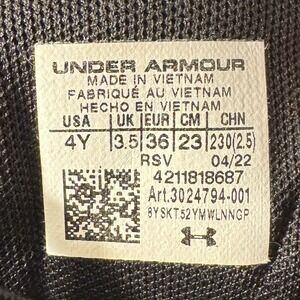 UNDER ARMOUR
MADE IN VIETNAM
FABRIQUÉ AU VIETNAM
HECHO EN VIETNAM
USA UK EUR CM CHN
4Y 3.5 36 23 230(2.5)
RSV 04/22
4211818687
Art.3024794-001
8YSKT52YMWLNNGP